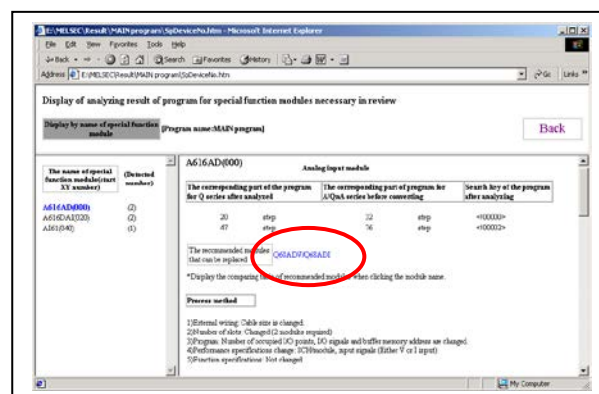 E:\MELSEC\Result\MAIN program\SpDeviceNo.htm - Microsoft Internet Explorer
File Edit View Favorites Tools Help
Back Search Favorites History
Address E:\MELSEC\Result\MAIN program\SpDeviceNo.htm Go Links
Display of analyzing result of program for special function modules necessary in review
Display by name of special function module
[Program name:MAIN program]
Back
The name of special function module(start XY number)
(Detected number)
A616AD(000) (2)
A616DAI(020) (2)
AI61(040) (1)
A616AD(000)
Analog input module
The corresponding part of the program for Q series after analyzed
The corresponding part of program for A/QnA series before converting
Search key of the program after analyzing
20 step 32 step <100000>
47 step 76 step <100002>
The recommended modules that can be replaced
Q68ADV/Q68ADI
*Display the comparing table of recommended modules when clicking the module name.
Process method
1)External wiring: Cable size is changed.
2)Number of slots: Changed (2 modules required)
3)Program: Number of occupied I/O points, I/O signals and buffer memory address are changed.
4)Performance specifications change: 8CH/module, input signals (Either V or I input)
5)Function specifications: Not changed
My Computer